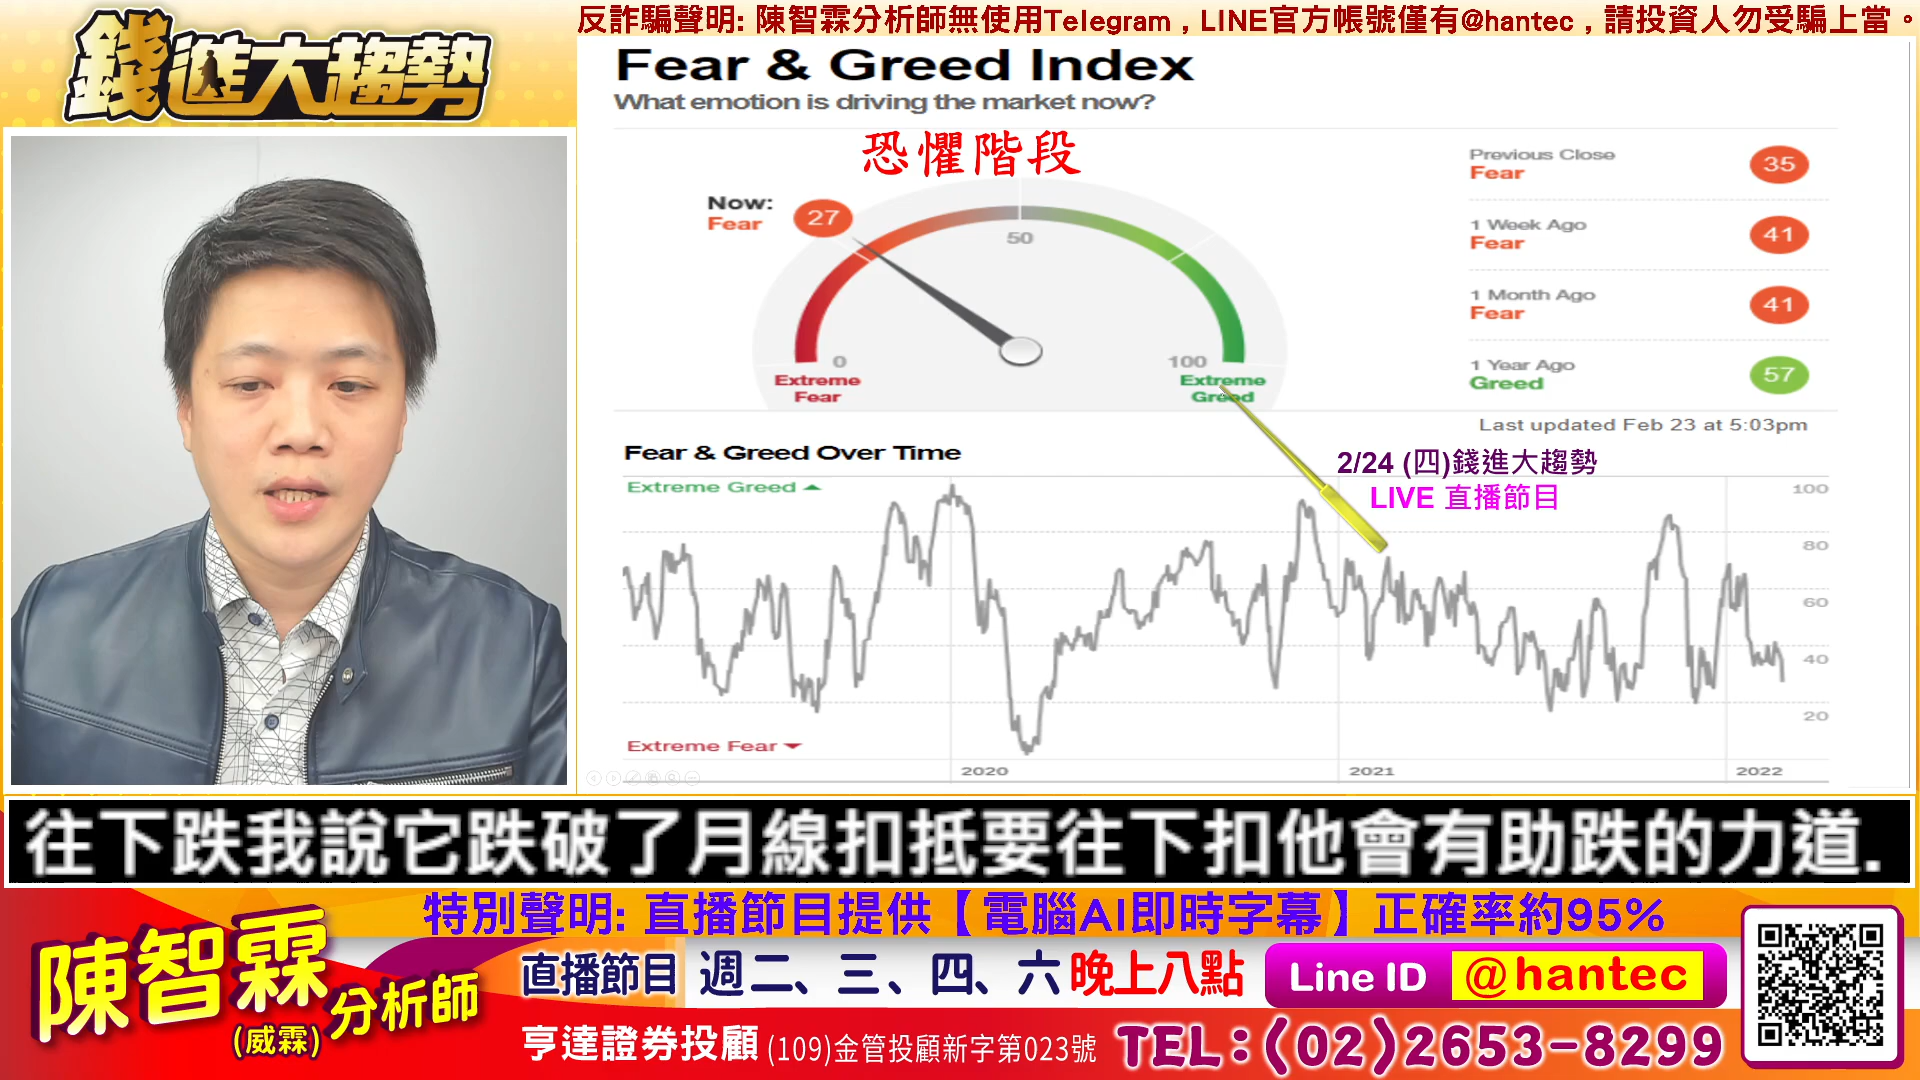 錢進大趨勢
反詐騙聲明: 陳智霖分析師無使用Telegram , LINE官方帳號僅有@hantec , 請投資人勿受騙上當。
Fear & Greed Index
What emotion is driving the market now?
恐懼階段
Now:
Fear
27
50
0
100
Extreme
Fear
Extreme
Greed
Previous Close
Fear
35
1 Week Ago
Fear
41
1 Month Ago
Fear
41
1 Year Ago
Greed
57
Last updated Feb 23 at 5:03pm
2/24 (四)錢進大趨勢
LIVE 直播節目
Fear & Greed Over Time
Extreme Greed
100
80
60
40
20
Extreme Fear
2020
2021
2022
往下跌我說它跌破了月線扣抵要往下扣他會有助跌的力道.
特別聲明: 直播節目提供【電腦AI即時字幕】正確率約95%
陳智霖
(威霖)
分析師
直播節目 週二、三、四、六 晚上八點
Line ID @hantec
亨達證券投顧 (109)金管投顧新字第023號
TEL:(02)2653-8299